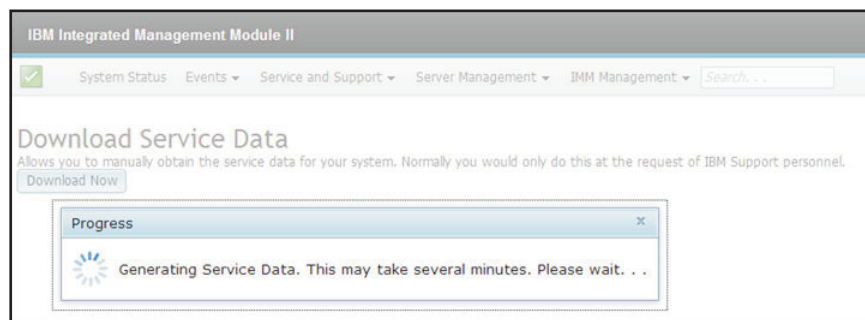 IBM Integrated Management Module II
System Status Events Service and Support Server Management IMM Management Search. . .
Download Service Data
Allows you to manually obtain the service data for your system. Normally you would only do this at the request of IBM Support personnel.
Download Now
Progress x
Generating Service Data. This may take several minutes. Please wait. . .